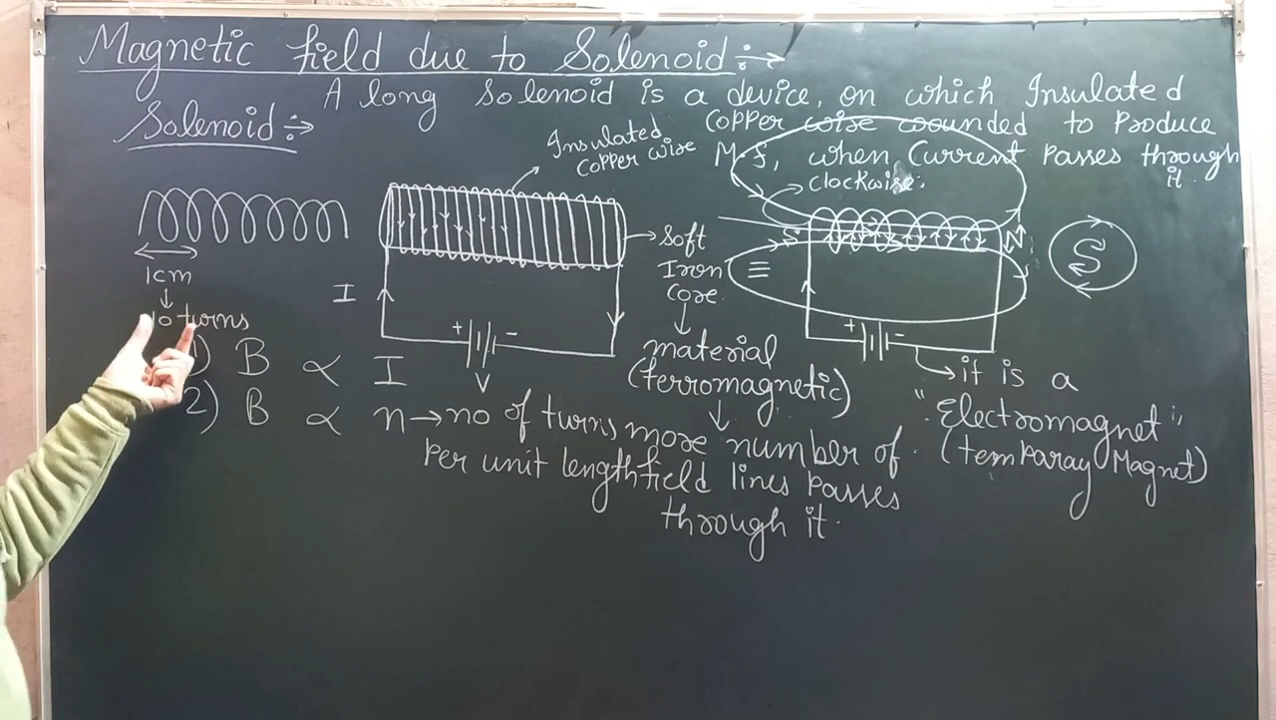 Magnetic field due to Solenoid:→
Solenoid:→ A long solenoid is a device, on which Insulated
copper wire wounded to produce
M.f, when Current passes through
it.
Insulated
copper wire
clockwise:
Soft
Iron
Core.
material
(ferromagnetic)
more number of
field lines passes
through it.
1cm
10 turns
I
+ -
V
S N
S
+ -
it is a
"Electromagnet"
(temparay Magnet)
1) B ∝ I
2) B ∝ n → no of turns
per unit length